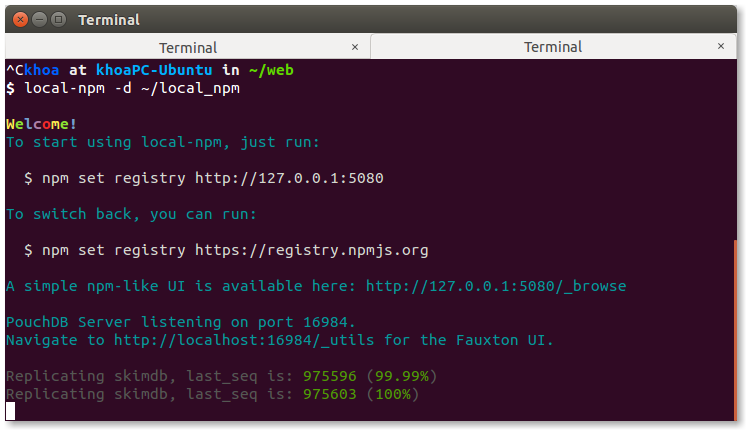 Terminal
Terminal × Terminal ×
^Ckhoa at khoaPC-Ubuntu in ~/web
$ local-npm -d ~/local_npm
Welcome!
To start using local-npm, just run:
$ npm set registry http://127.0.0.1:5080
To switch back, you can run:
$ npm set registry https://registry.npmjs.org
A simple npm-like UI is available here: http://127.0.0.1:5080/_browse
PouchDB Server listening on port 16984.
Navigate to http://localhost:16984/_utils for the Fauxton UI.
Replicating skimdb, last_seq is: 975596 (99.99%)
Replicating skimdb, last_seq is: 975603 (100%)